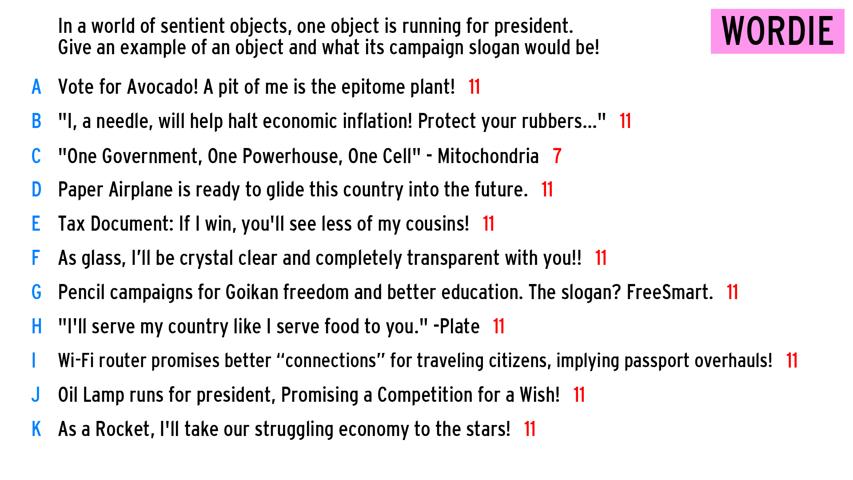 In a world of sentient objects, one object is running for president.
Give an example of an object and what its campaign slogan would be!
WORDIE
A Vote for Avocado! A pit of me is the epitome plant! 11
B "I, a needle, will help halt economic inflation! Protect your rubbers..." 11
C "One Government, One Powerhouse, One Cell" - Mitochondria 7
D Paper Airplane is ready to glide this country into the future. 11
E Tax Document: If I win, you'll see less of my cousins! 11
F As glass, I’ll be crystal clear and completely transparent with you!! 11
G Pencil campaigns for Goikan freedom and better education. The slogan? FreeSmart. 11
H "I'll serve my country like I serve food to you." -Plate 11
I Wi-Fi router promises better “connections” for traveling citizens, implying passport overhauls! 11
J Oil Lamp runs for president, Promising a Competition for a Wish! 11
K As a Rocket, I'll take our struggling economy to the stars! 11